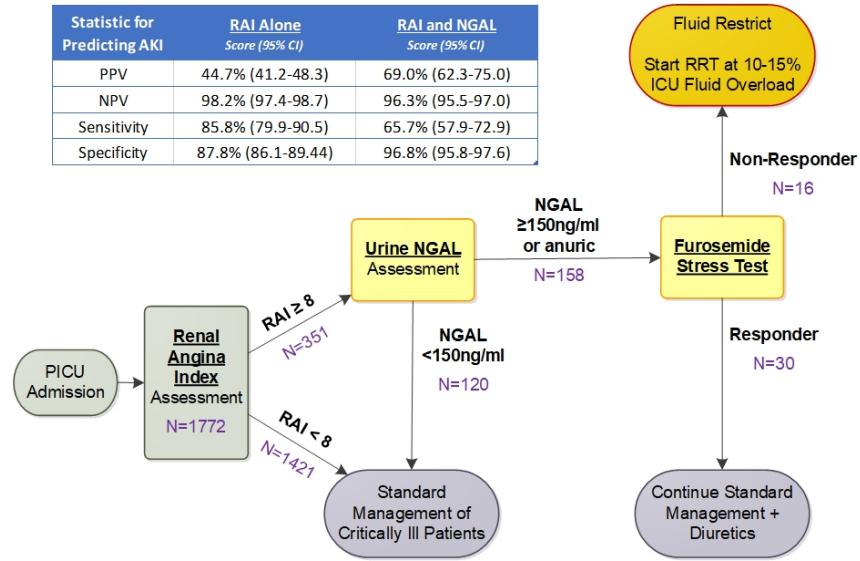 Statistic for Predicting AKI | RAI Alone Score (95% CI) | RAI and NGAL Score (95% CI)
PPV | 44.7% (41.2-48.3) | 69.0% (62.3-75.0)
NPV | 98.2% (97.4-98.7) | 96.3% (95.5-97.0)
Sensitivity | 85.8% (79.9-90.5) | 65.7% (57.9-72.9)
Specificity | 87.8% (86.1-89.44) | 96.8% (95.8-97.6)
PICU
Admission
Renal
Angina
Index
Assessment
N=1772
RAI ≥ 8
N=351
RAI < 8
N=1421
Urine NGAL
Assessment
NGAL
<150ng/ml
N=120
Standard
Management of
Critically Ill Patients
NGAL
≥150ng/ml
or anuric
N=158
Furosemide
Stress Test
Non-Responder
N=16
Fluid Restrict
Start RRT at 10-15%
ICU Fluid Overload
Responder
N=30
Continue Standard
Management +
Diuretics